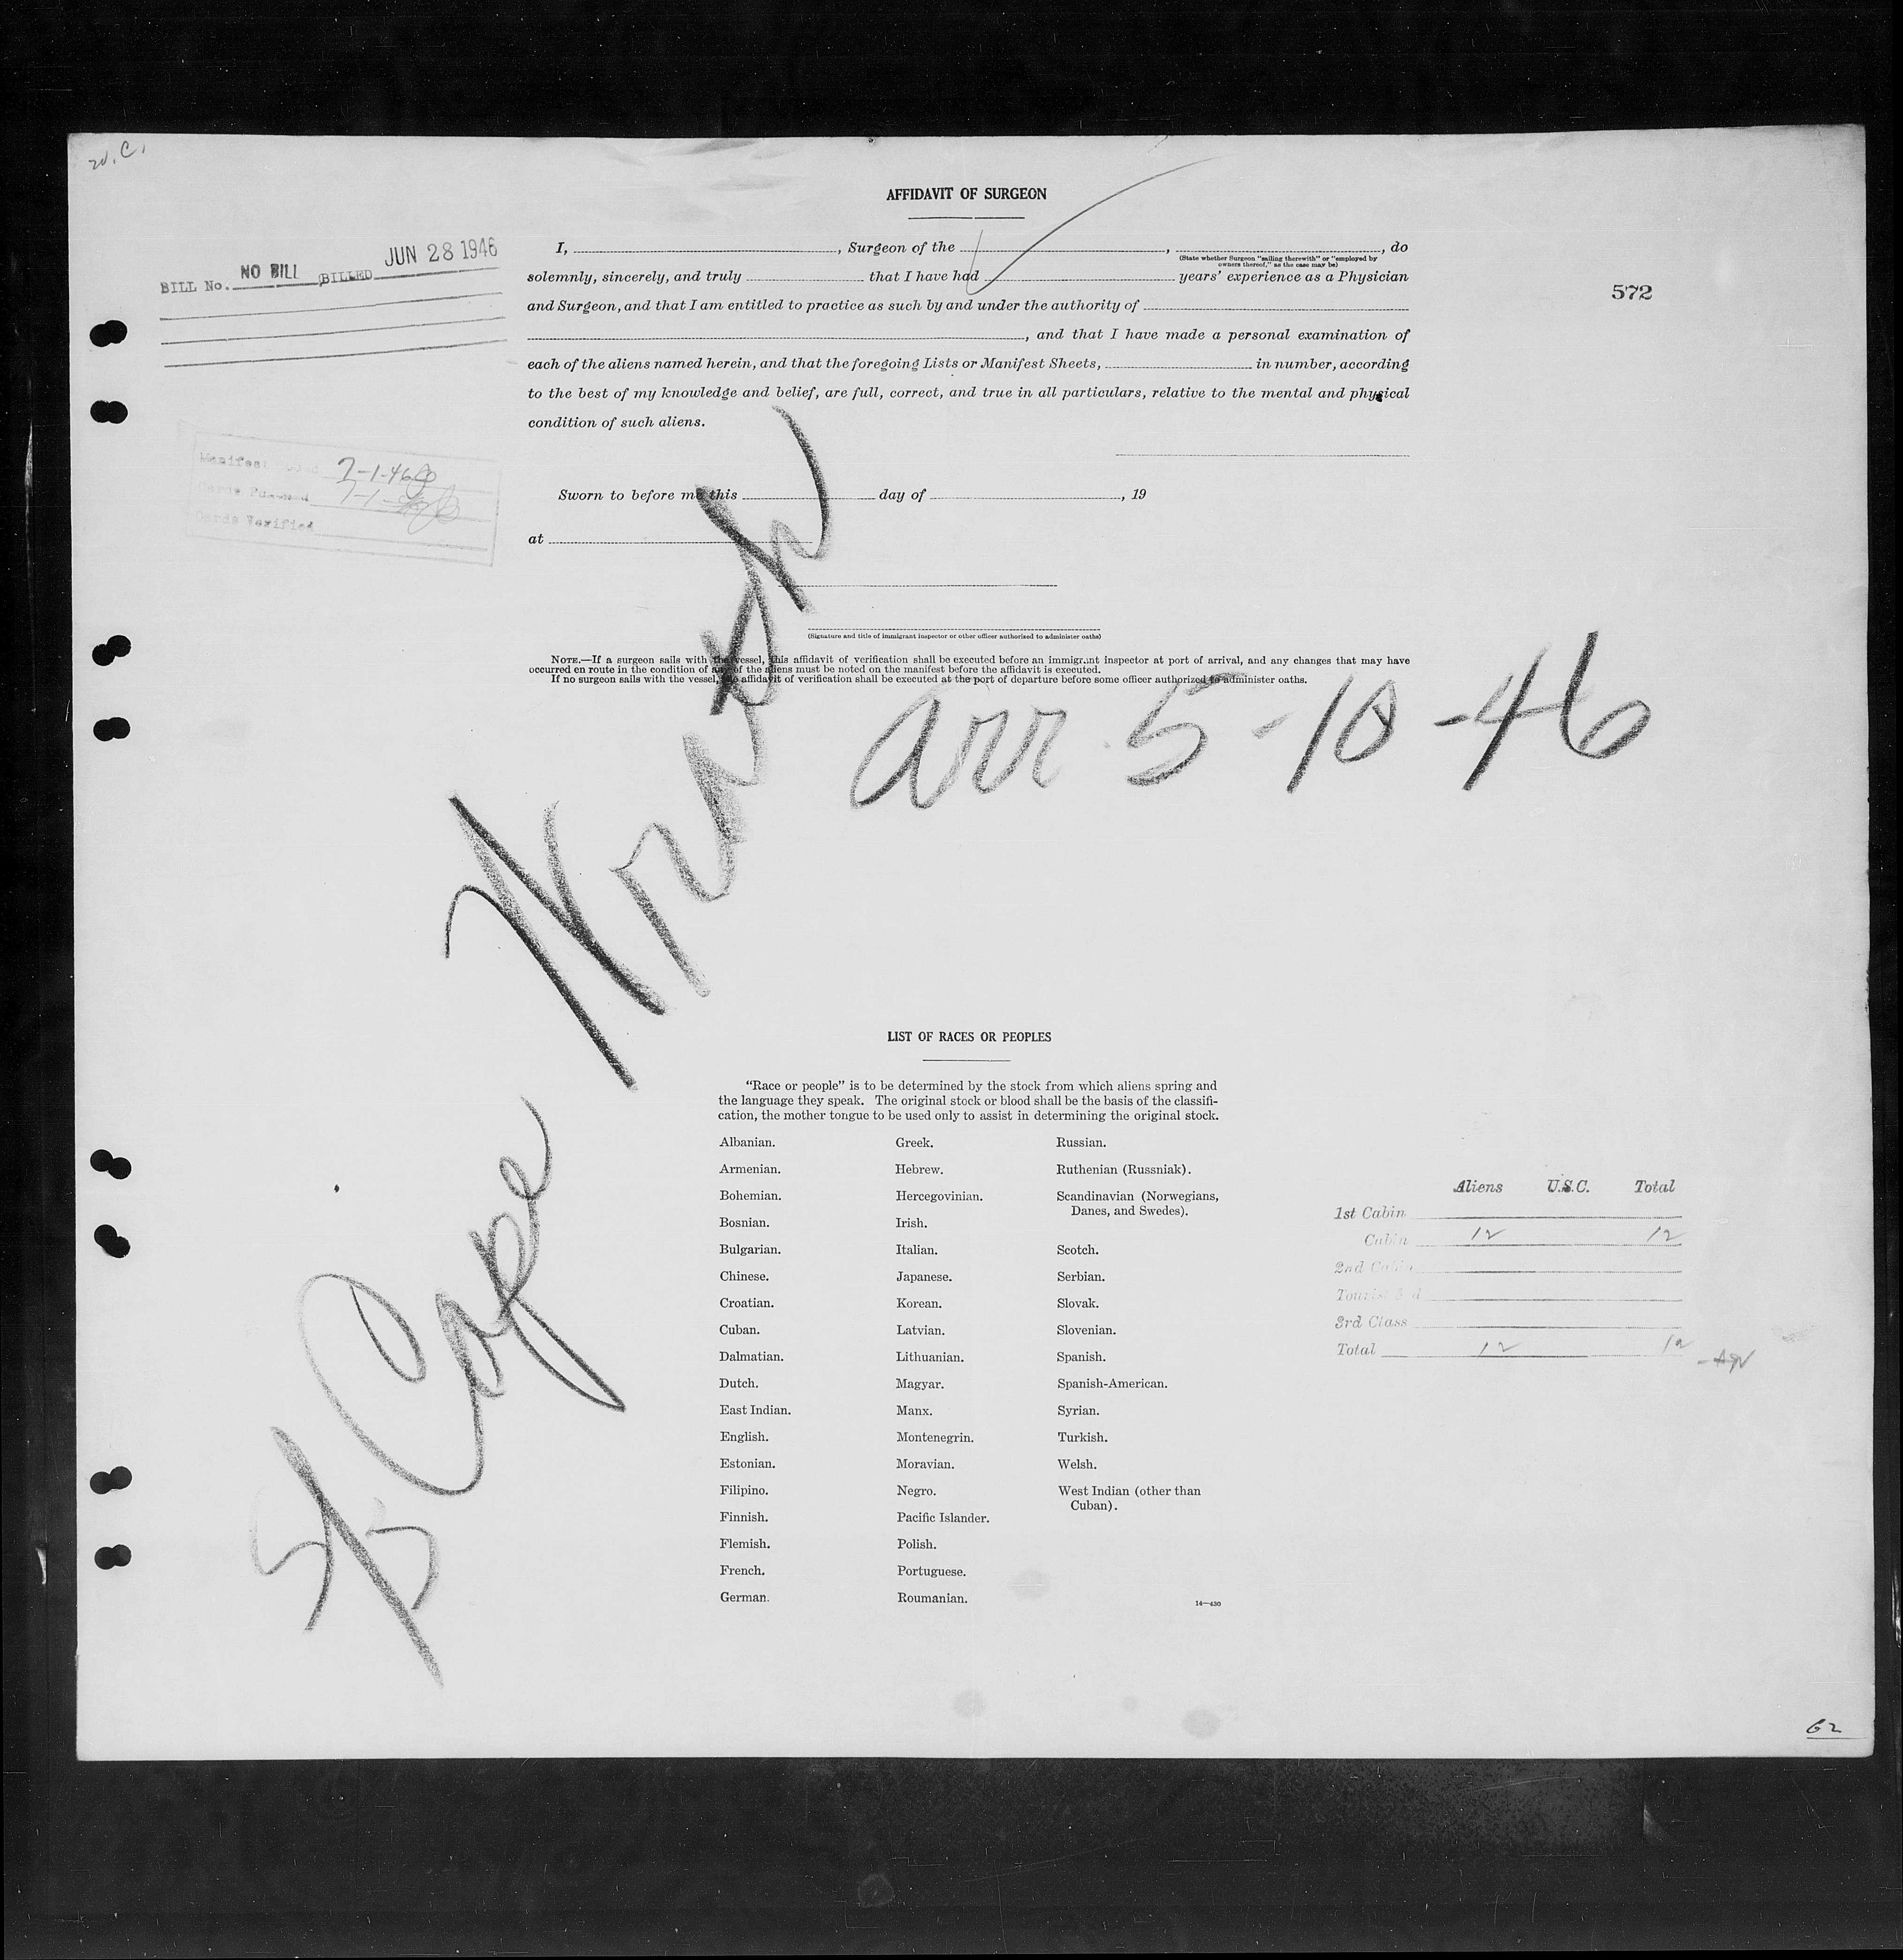 w. C.
AFFIDAVIT OF SURGEON
JUN 28 1946
BILL No. NO BILL BILLED
I, , Surgeon of the , , do
(State whether Surgeon "sailing therewith" or "employed by
owners thereof," as the case may be)
solemnly, sincerely, and truly that I have had years' experience as a Physician
572
and Surgeon, and that I am entitled to practice as such by and under the authority of
, and that I have made a personal examination of
each of the aliens named herein, and that the foregoing Lists or Manifest Sheets, in number, according
to the best of my knowledge and belief, are full, correct, and true in all particulars, relative to the mental and physical
condition of such aliens.
Manifest 7-1-46
Cards Punched 7-1-46
Cards Verified
Sworn to before me this day of , 19
at
(Signature and title of immigrant inspector or other officer authorized to administer oaths)
NOTE.—If a surgeon sails with the vessel, this affidavit of verification shall be executed before an immigrant inspector at port of arrival, and any changes that may have
occurred en route in the condition of any of the aliens must be noted on the manifest before the affidavit is executed.
If no surgeon sails with the vessel, the affidavit of verification shall be executed at the port of departure before some officer authorized to administer oaths.
arr 5-10-46
Cape Wrath
LIST OF RACES OR PEOPLES
"Race or people" is to be determined by the stock from which aliens spring and
the language they speak. The original stock or blood shall be the basis of the classifi-
cation, the mother tongue to be used only to assist in determining the original stock.
Albanian. Greek. Russian.
Armenian. Hebrew. Ruthenian (Russniak).
Bohemian. Hercegovinian. Scandinavian (Norwegians,
Danes, and Swedes).
Bosnian. Irish.
Bulgarian. Italian. Scotch.
Chinese. Japanese. Serbian.
Croatian. Korean. Slovak.
Cuban. Latvian. Slovenian.
Dalmatian. Lithuanian. Spanish.
Dutch. Magyar. Spanish-American.
East Indian. Manx. Syrian.
English. Montenegrin. Turkish.
Estonian. Moravian. Welsh.
Filipino. Negro. West Indian (other than
Cuban).
Finnish. Pacific Islander.
Flemish. Polish.
French. Portuguese.
German. Roumanian.
14—430
Aliens U.S.C. Total
1st Cabin
Cabin 12 12
2nd Cabin
Tourist 3d
3rd Class
Total 12 12
62